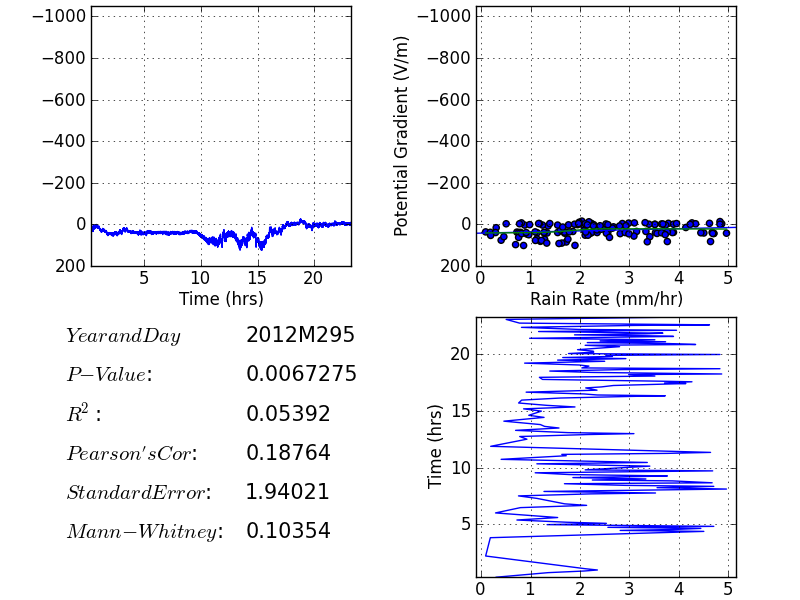 −1000
−800
−600
−400
−200
0
200
5 10 15 20
Time (hrs)
Potential Gradient (V/m)
−1000
−800
−600
−400
−200
0
200
0 1 2 3 4 5
Rain Rate (mm/hr)
YearandDay 2012M295
P−Value: 0.0067275
R² : 0.05392
Pearson'sCor: 0.18764
StandardError: 1.94021
Mann−Whitney: 0.10354
Time (hrs)
20
15
10
5
0 1 2 3 4 5